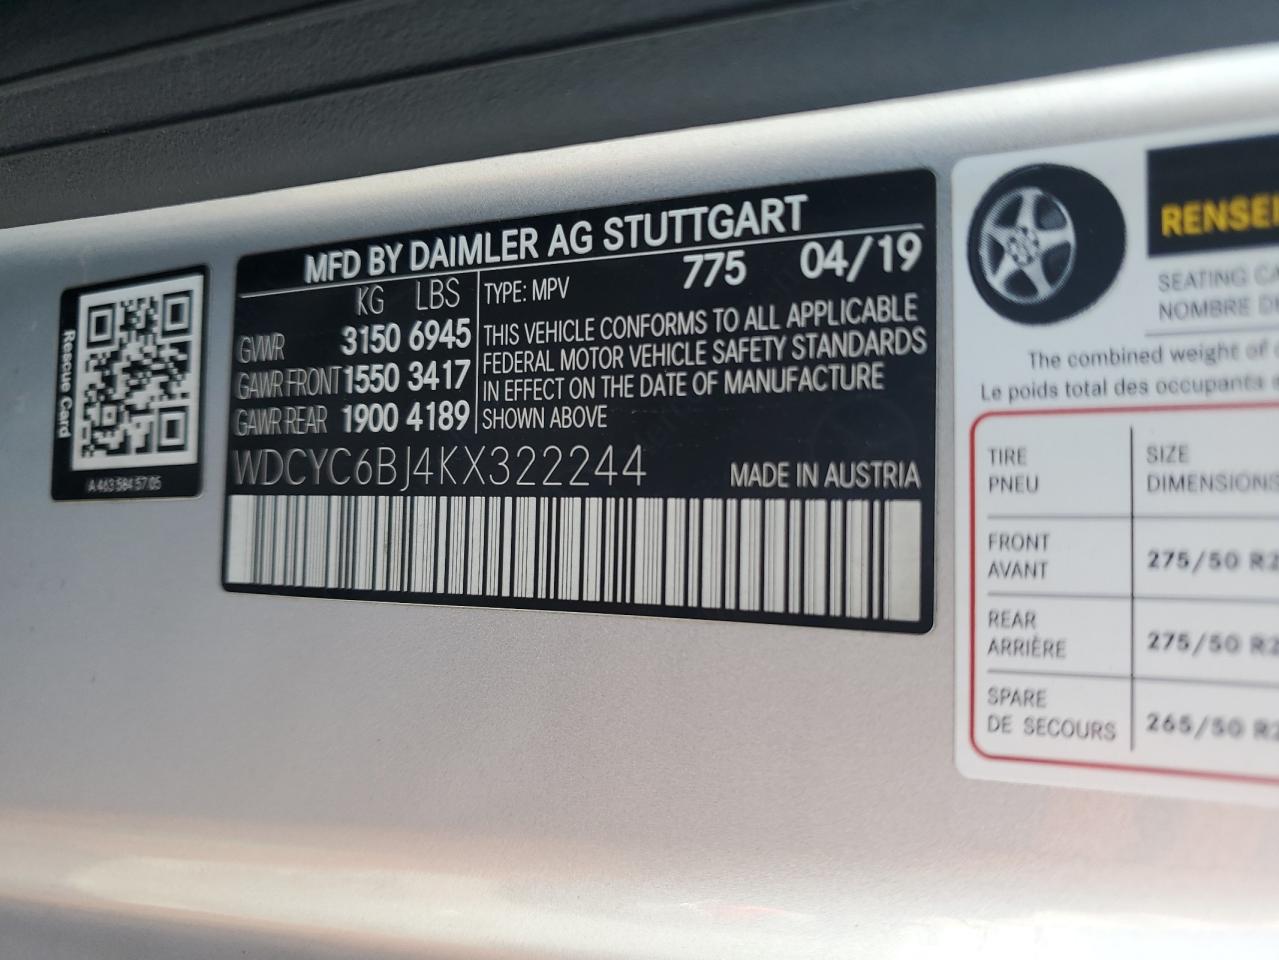 MFD BY DAIMLER AG STUTTGART
KG LBS
TYPE: MPV 775 04/19
GVWR 3150 6945
GAWR FRONT 1550 3417
GAWR REAR 1900 4189
THIS VEHICLE CONFORMS TO ALL APPLICABLE
FEDERAL MOTOR VEHICLE SAFETY STANDARDS
IN EFFECT ON THE DATE OF MANUFACTURE
SHOWN ABOVE
WDCYC6BJ4KX322244
MADE IN AUSTRIA
Rescue Card
A 463 584 57 05
SEATING
NOMBRE
The combined weight of
Le poids total des occupants
TIRE
PNEU
SIZE
DIMENSIONS
FRONT
AVANT
275/50
REAR
ARRIÈRE
275/50
SPARE
DE SECOURS
265/50